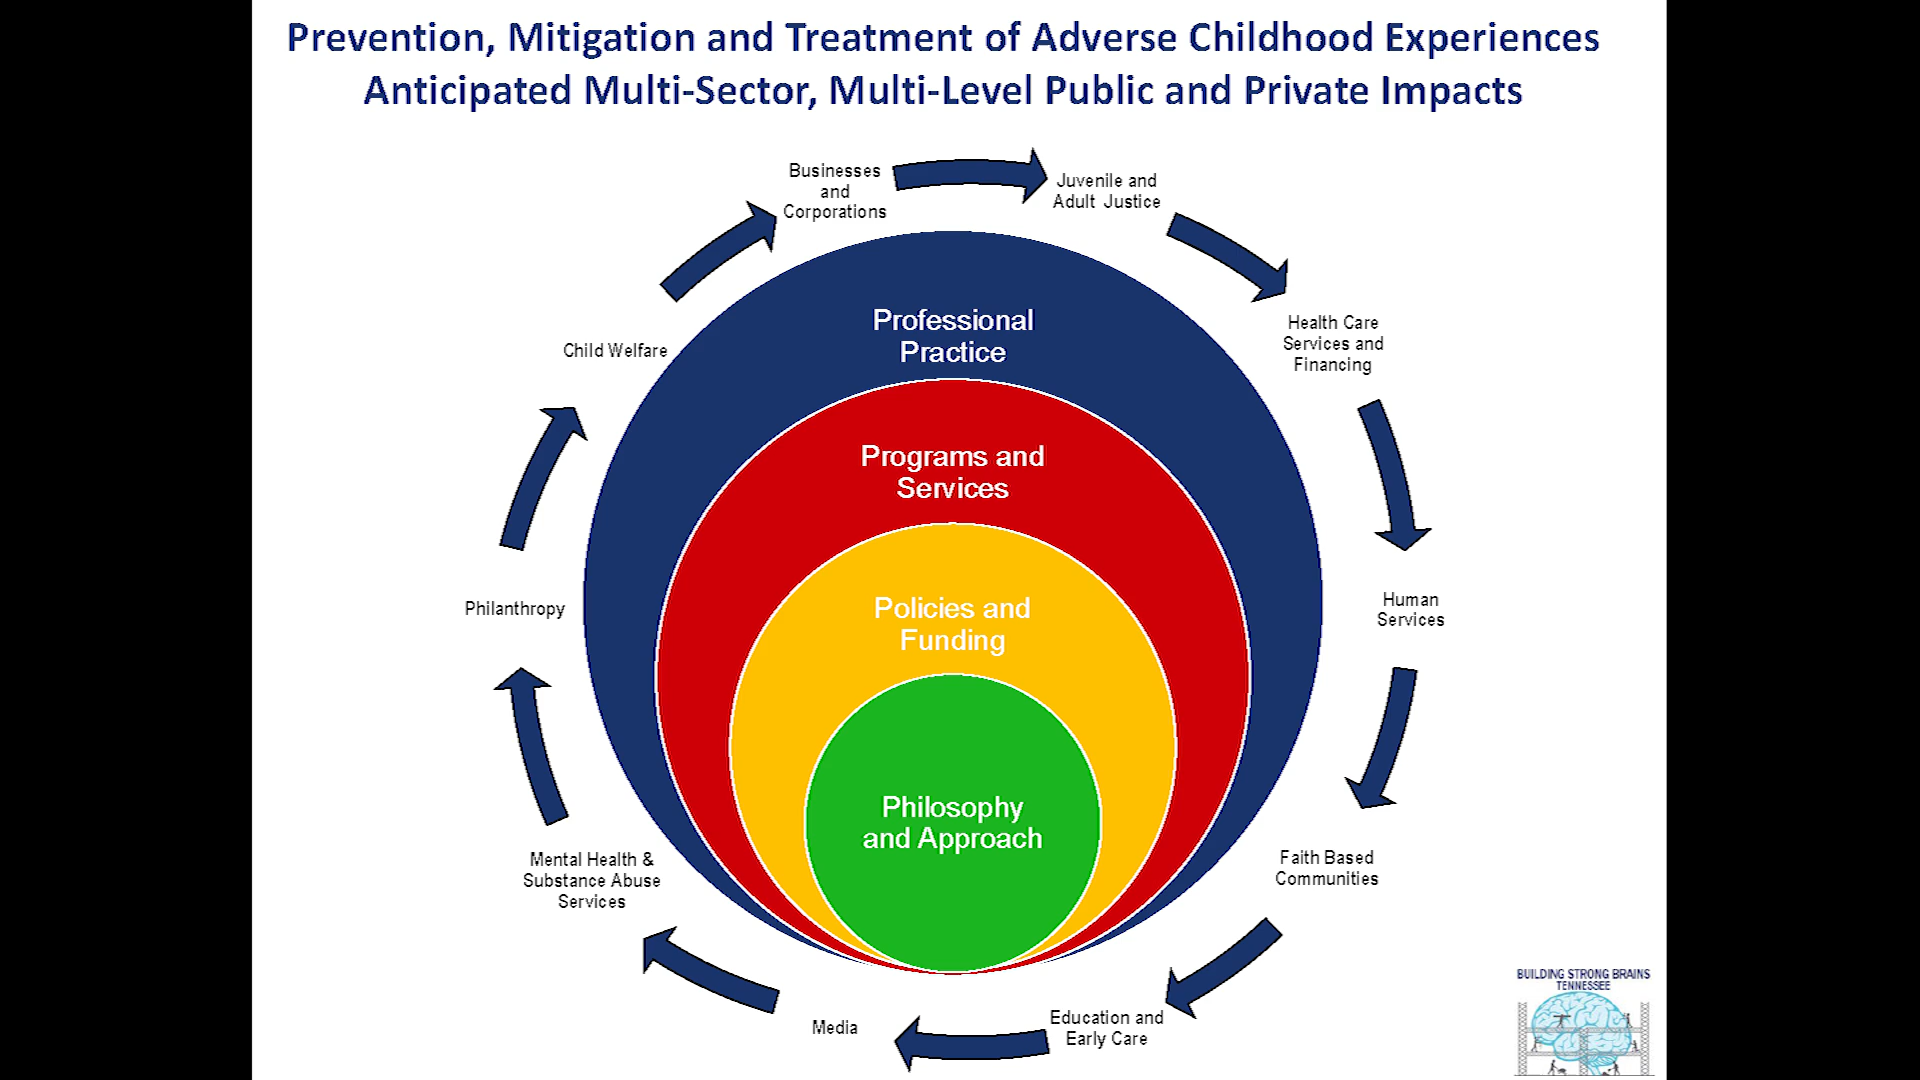 Prevention, Mitigation and Treatment of Adverse Childhood Experiences
Anticipated Multi-Sector, Multi-Level Public and Private Impacts
Businesses
and
Corporations
Juvenile and
Adult Justice
Health Care
Services and
Financing
Human
Services
Faith Based
Communities
Education and
Early Care
Media
Mental Health &
Substance Abuse
Services
Philanthropy
Child Welfare
Professional
Practice
Programs and
Services
Policies and
Funding
Philosophy
and Approach
BUILDING STRONG BRAINS
TENNESSEE